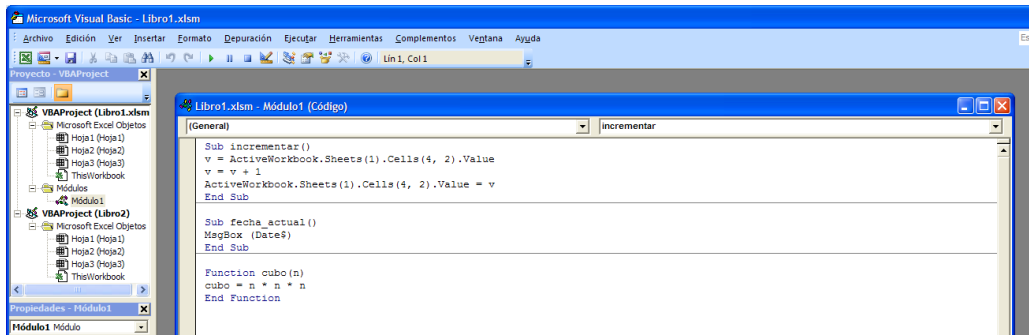 Microsoft Visual Basic - Libro1.xlsm
Archivo Edición Ver Insertar Formato Depuración Ejecutar Herramientas Complementos Ventana Ayuda
Es
Lín 1, Col 1
Proyecto - VBAProject
VBAProject (Libro1.xlsm
Microsoft Excel Objetos
Hoja1 (Hoja1)
Hoja2 (Hoja2)
Hoja3 (Hoja3)
ThisWorkbook
Módulos
Módulo1
VBAProject (Libro2)
Microsoft Excel Objetos
Hoja1 (Hoja1)
Hoja2 (Hoja2)
Hoja3 (Hoja3)
ThisWorkbook
Propiedades - Módulo1
Módulo1 Módulo
Libro1.xlsm - Módulo1 (Código)
(General) incrementar
Sub incrementar()
v = ActiveWorkbook.Sheets(1).Cells(4, 2).Value
v = v + 1
ActiveWorkbook.Sheets(1).Cells(4, 2).Value = v
End Sub
Sub fecha_actual()
MsgBox (Date$)
End Sub
Function cubo(n)
cubo = n * n * n
End Function